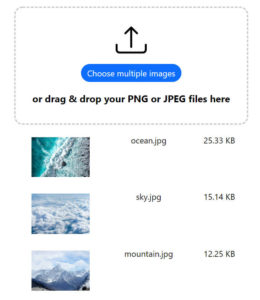 Choose multiple images
or drag & drop your PNG or JPEG files here
ocean.jpg 25.33 KB
sky.jpg 15.14 KB
mountain.jpg 12.25 KB